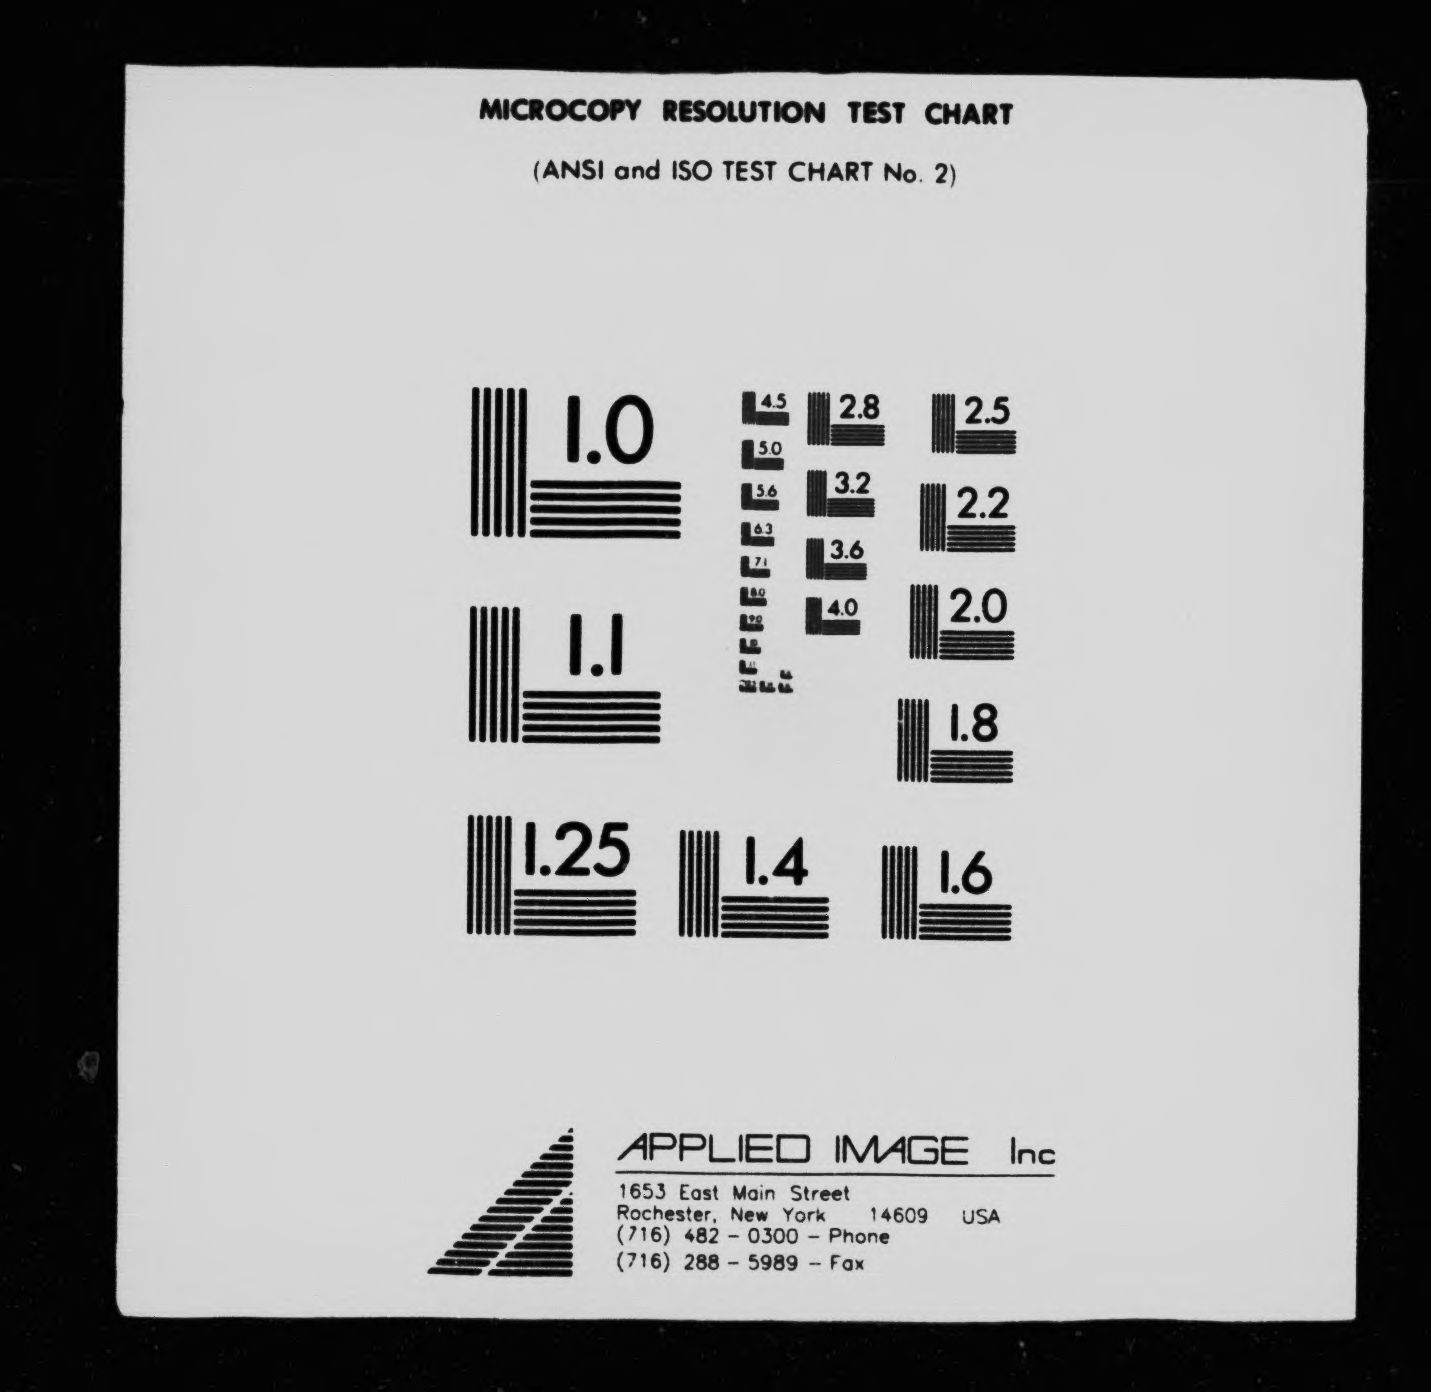 MICROCOPY RESOLUTION TEST CHART
(ANSI and ISO TEST CHART No. 2)
1.0
1.1
1.25
1.4
1.6
1.8
2.0
2.2
2.5
2.8
3.2
3.6
4.0
4.5
5.0
5.6
6.3
7.1
8.0
9.0
APPLIED IMAGE Inc
1653 East Main Street
Rochester, New York 14609 USA
(716) 482 - 0300 - Phone
(716) 288 - 5989 - Fax